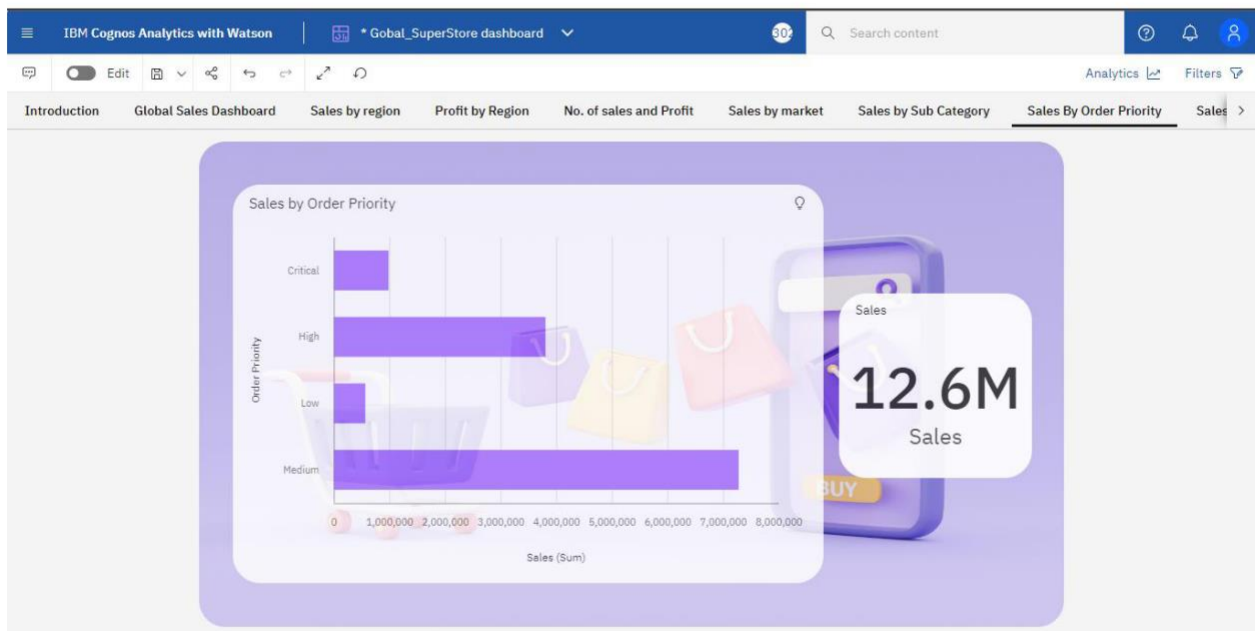 IBM Cognos Analytics with Watson
* Gobal_SuperStore dashboard
Search content
Edit
Analytics
Filters
Introduction
Global Sales Dashboard
Sales by region
Profit by Region
No. of sales and Profit
Sales by market
Sales by Sub Category
Sales By Order Priority
Sales
Sales by Order Priority
Critical
High
Low
Medium
Order Priority
0 1,000,000 2,000,000 3,000,000 4,000,000 5,000,000 6,000,000 7,000,000 8,000,000
Sales (Sum)
Sales
12.6M
Sales
BUY